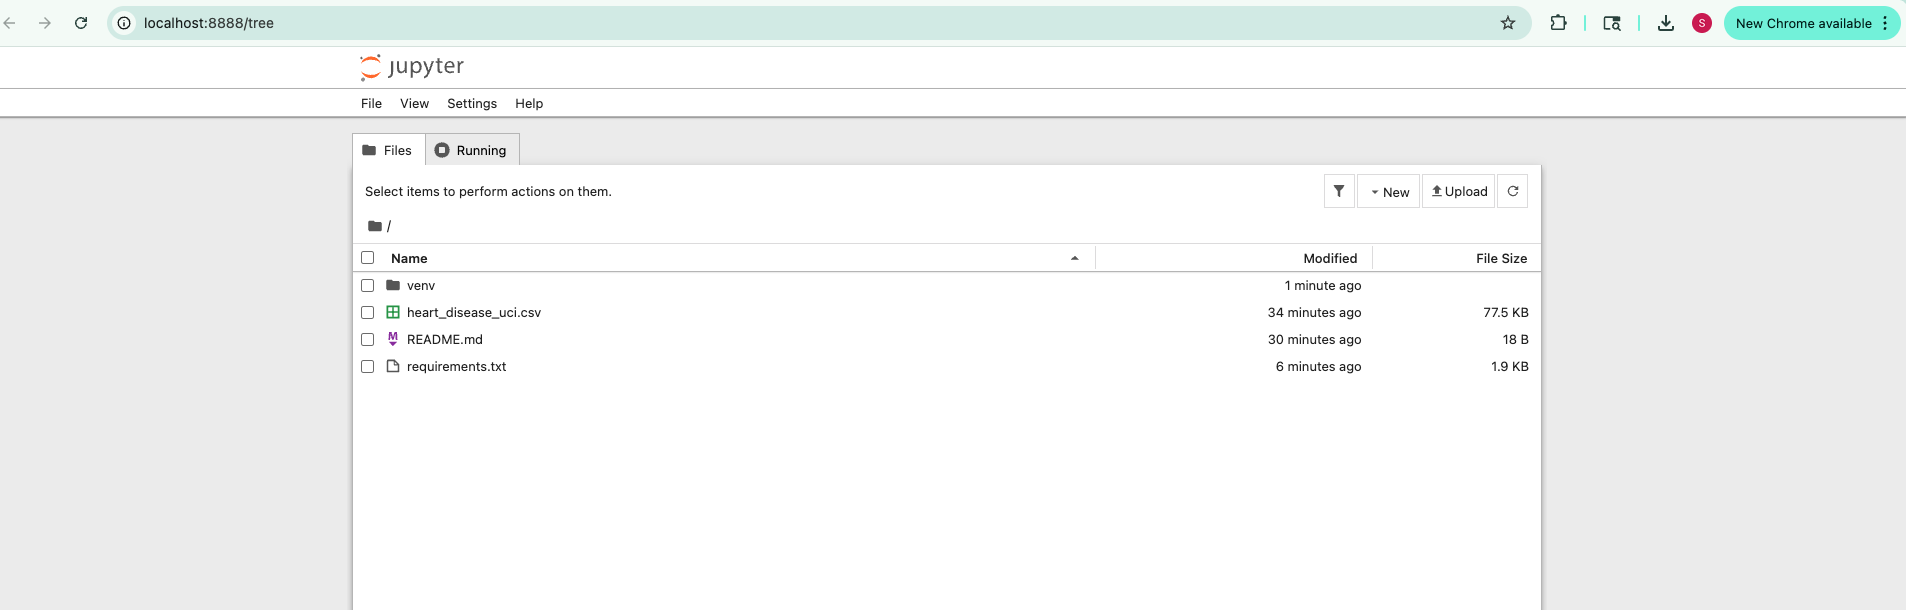 localhost:8888/tree
S
New Chrome available
jupyter
File View Settings Help
Files Running
Select items to perform actions on them.
New Upload
/
Name Modified File Size
venv 1 minute ago
heart_disease_uci.csv 34 minutes ago 77.5 KB
M README.md 30 minutes ago 18 B
requirements.txt 6 minutes ago 1.9 KB